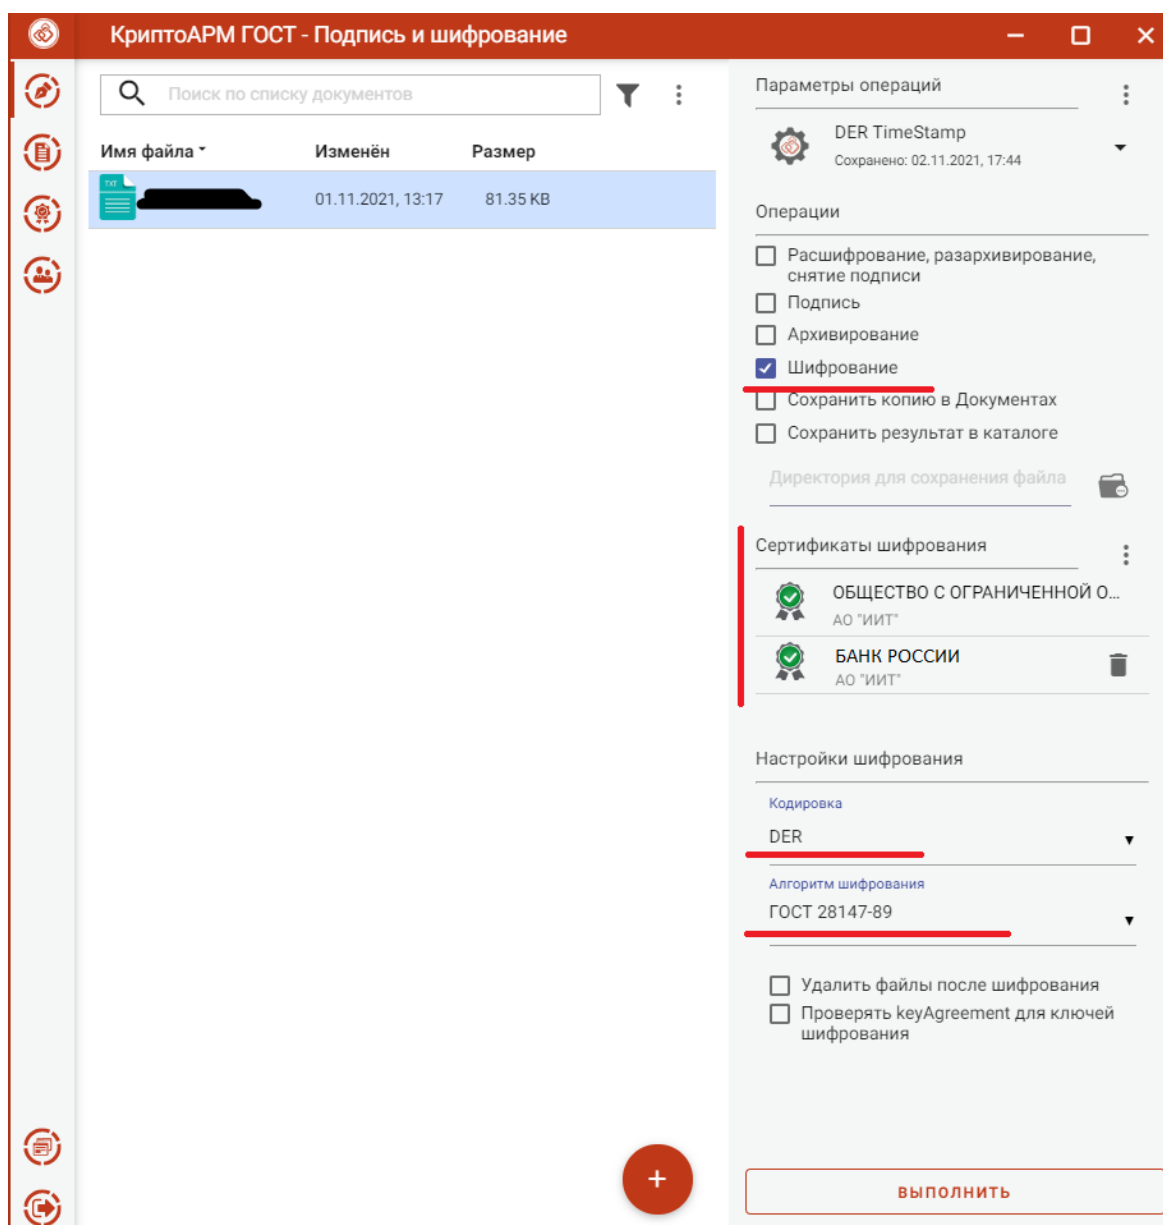 КриптоАРМ ГОСТ - Подпись и шифрование
Поиск по списку документов
Имя файла Изменён Размер
TXT 01.11.2021, 13:17 81.35 KB
Параметры операций
DER TimeStamp
Сохранено: 02.11.2021, 17:44
Операции
Расшифрование, разархивирование,
снятие подписи
Подпись
Архивирование
Шифрование
Сохранить копию в Документах
Сохранить результат в каталоге
Директория для сохранения файла
Сертификаты шифрования
ОБЩЕСТВО С ОГРАНИЧЕННОЙ О...
АО "ИИТ"
БАНК РОССИИ
АО "ИИТ"
Настройки шифрования
Кодировка
DER
Алгоритм шифрования
ГОСТ 28147-89
Удалить файлы после шифрования
Проверять keyAgreement для ключей
шифрования
+
ВЫПОЛНИТЬ